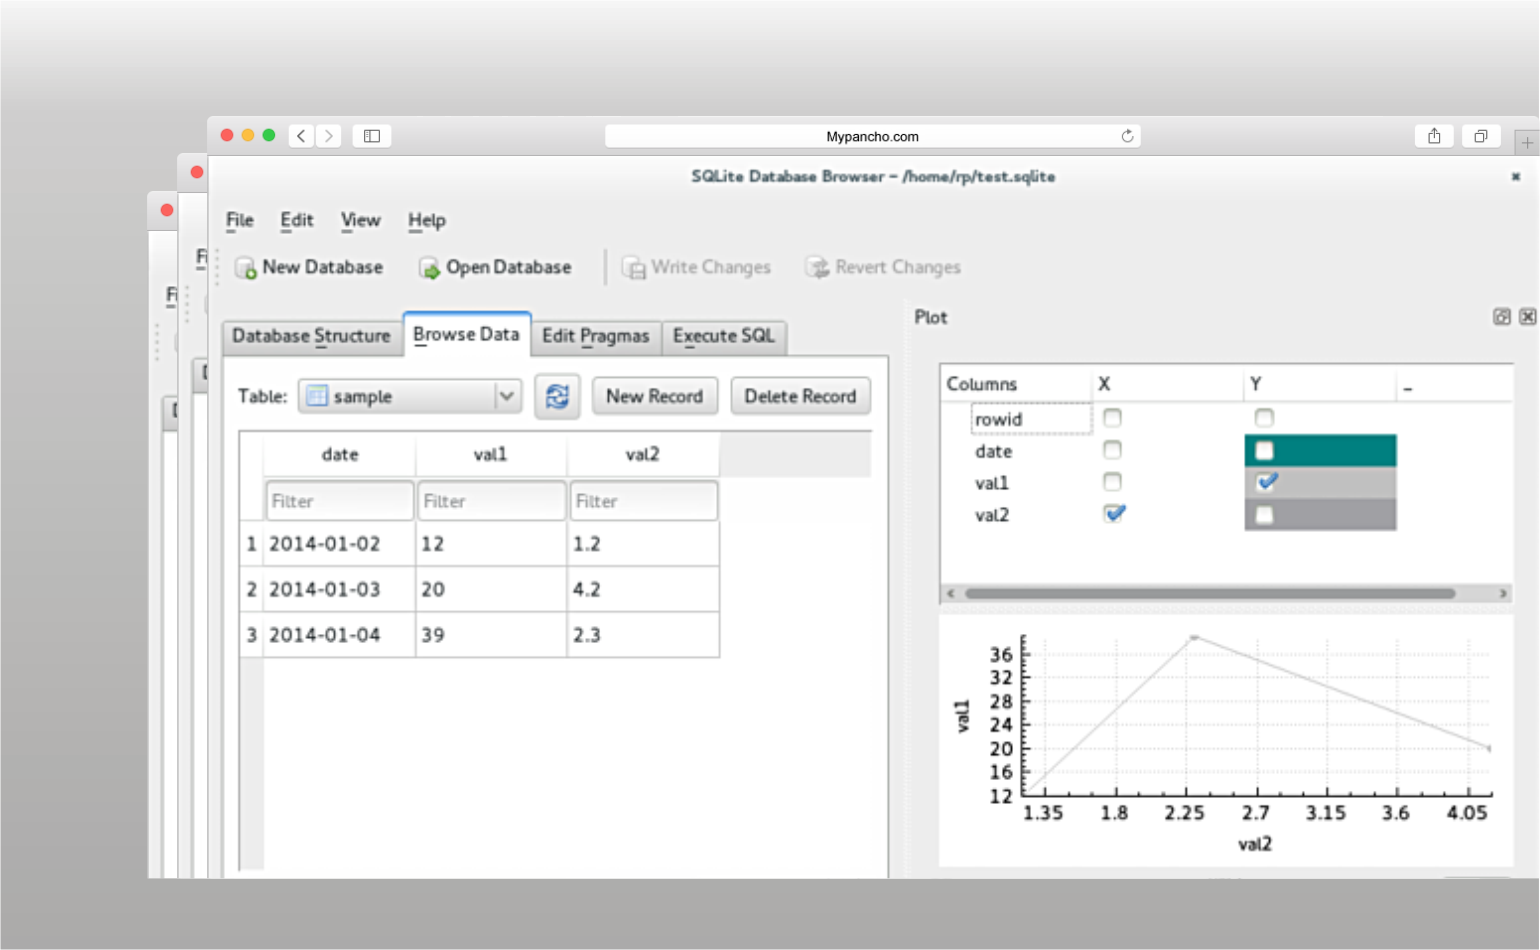 Mypancho.com
SQLite Database Browser – /home/rp/test.sqlite
File Edit View Help
New Database Open Database Write Changes Revert Changes
Plot
Database Structure Browse Data Edit Pragmas Execute SQL
Table: sample New Record Delete Record
date val1 val2
Filter Filter Filter
1 2014-01-02 12 1.2
2 2014-01-03 20 4.2
3 2014-01-04 39 2.3
Columns X Y _
rowid
date
val1
val2
36
32
28
24
20
16
12
val1
1.35 1.8 2.25 2.7 3.15 3.6 4.05
val2